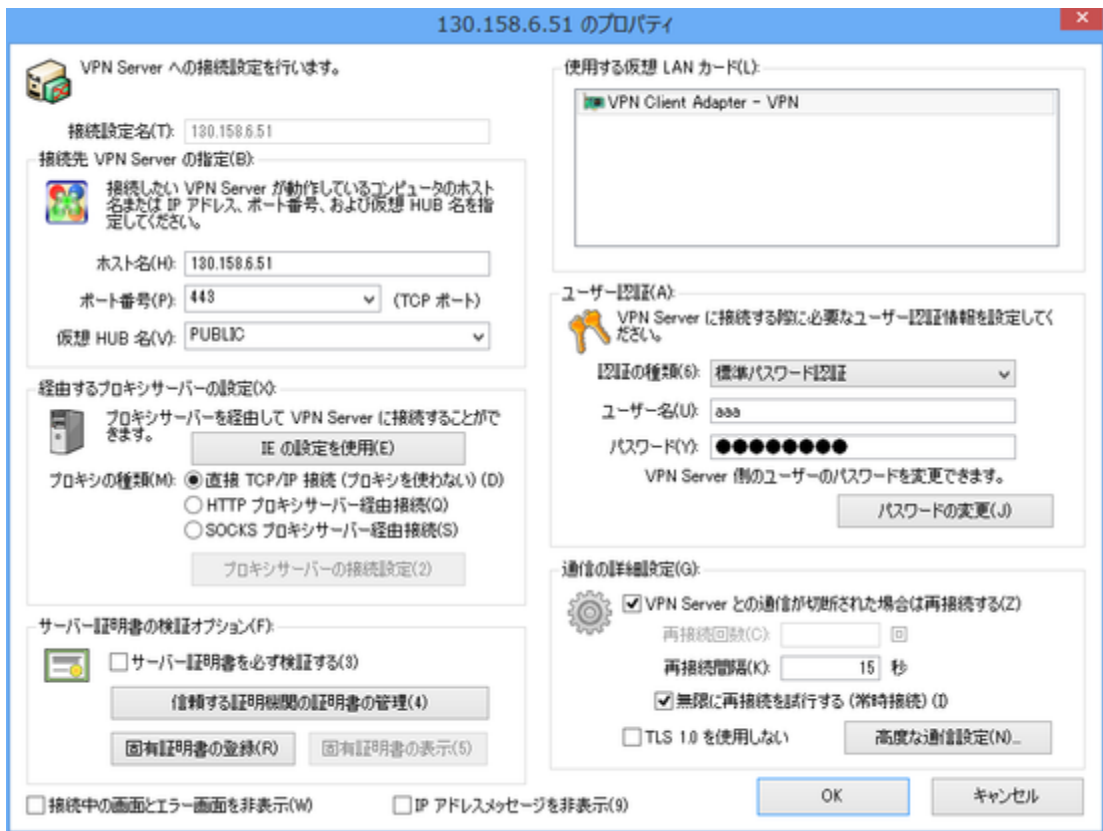 130.158.6.51 のプロパティ
VPN Server への接続設定を行います。
接続設定名(T):
130.158.6.51
接続先 VPN Server の指定(B):
接続したい VPN Server が動作しているコンピュータのホスト
名または IP アドレス、ポート番号、および仮想 HUB 名を指
定してください。
ホスト名(H):
130.158.6.51
ポート番号(P):
443
(TCP ポート)
仮想 HUB 名(V):
PUBLIC
経由するプロキシサーバーの設定(X):
プロキシサーバーを経由して VPN Server に接続することがで
きます。
IE の設定を使用(E)
プロキシの種類(M):
直接 TCP/IP 接続 (プロキシを使わない) (D)
HTTP プロキシサーバー経由接続(Q)
SOCKS プロキシサーバー経由接続(S)
プロキシサーバーの接続設定(2)
サーバー証明書の検証オプション(F):
サーバー証明書を必ず検証する(3)
信頼する証明機関の証明書の管理(4)
固有証明書の登録(R)
固有証明書の表示(5)
接続中の画面とエラー画面を非表示(W)
IP アドレスメッセージを非表示(9)
使用する仮想 LAN カード(L):
VPN Client Adapter - VPN
ユーザー認証(A):
VPN Server に接続する際に必要なユーザー認証情報を設定してく
ださい。
認証の種類(6):
標準パスワード認証
ユーザー名(U):
aaa
パスワード(Y):
●●●●●●●●
VPN Server 側のユーザーのパスワードを変更できます。
パスワードの変更(J)
通信の詳細設定(G):
VPN Server との通信が切断された場合は再接続する(Z)
再接続回数(C):
回
再接続間隔(K):
15
秒
無限に再接続を試行する (常時接続) (I)
TLS 1.0 を使用しない
高度な通信設定(N)...
OK
キャンセル